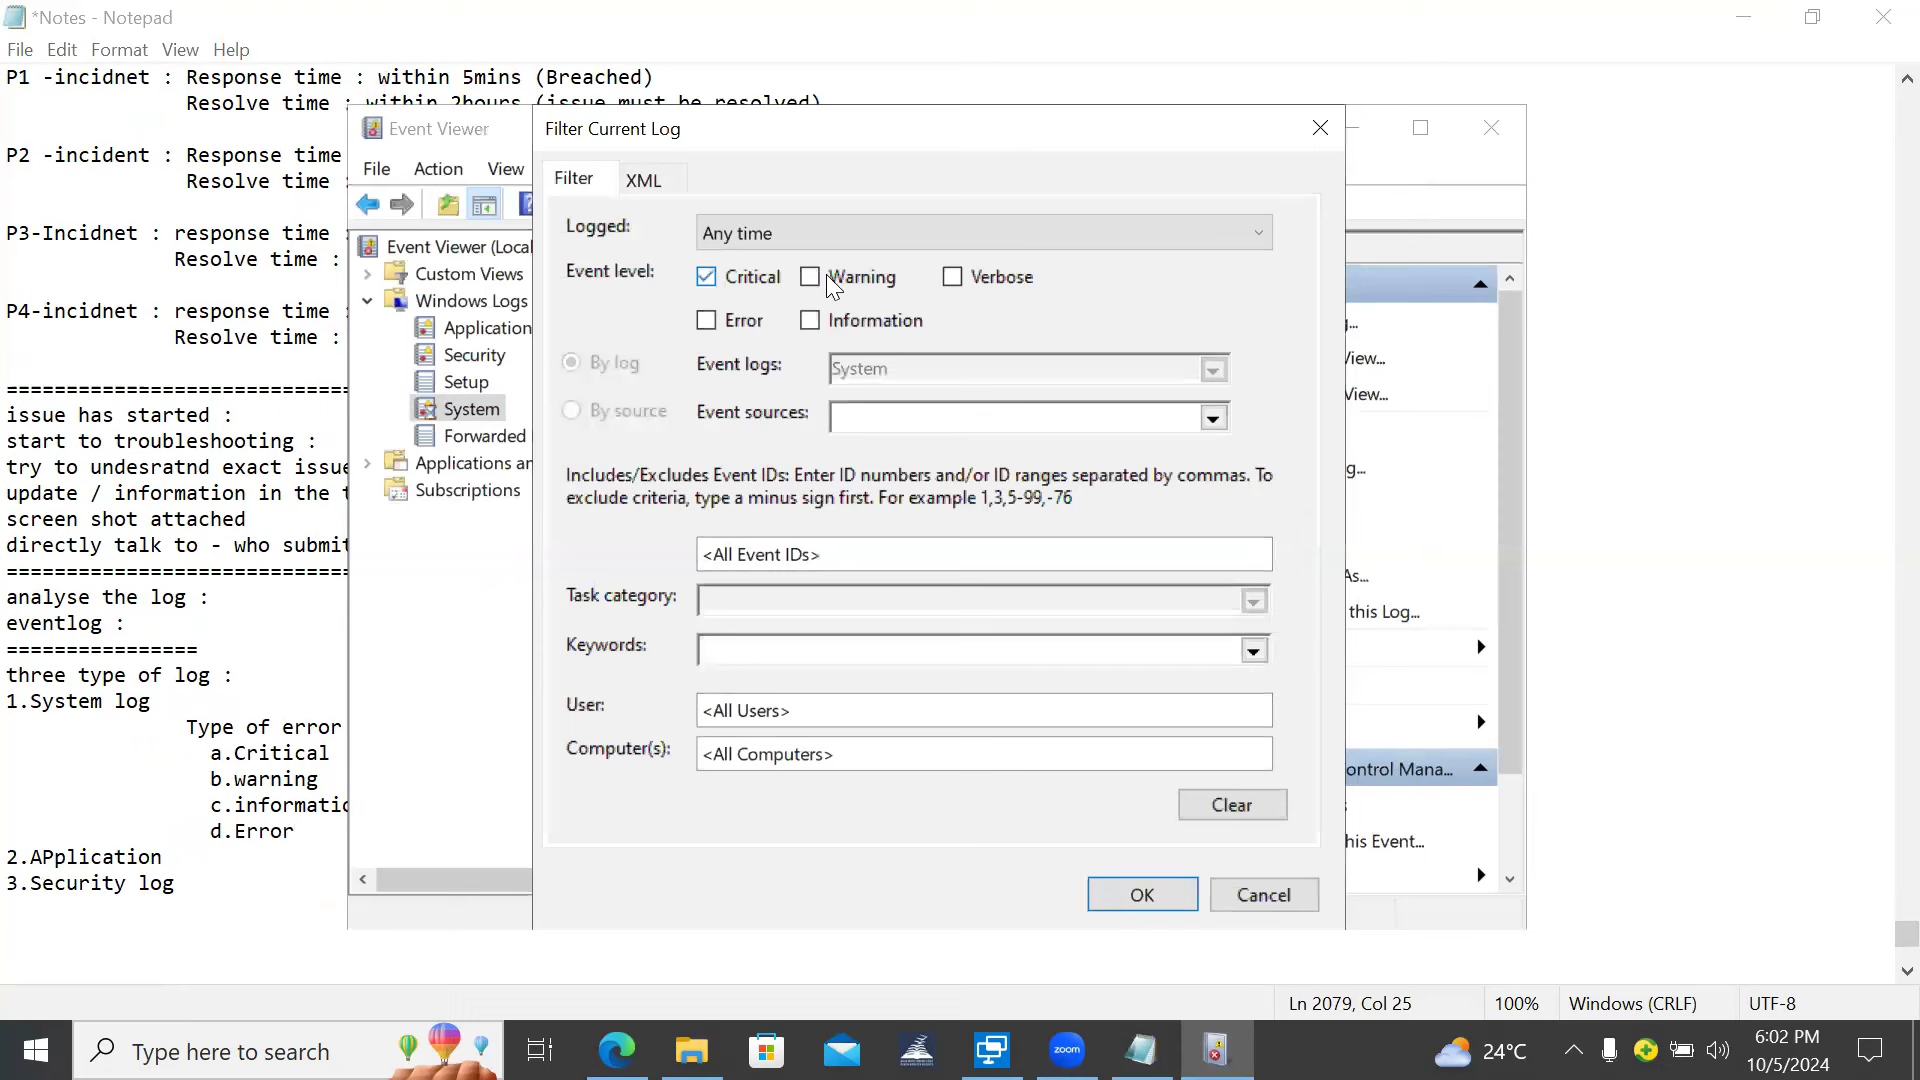 *Notes - Notepad
File Edit Format View Help
P1 -incidnet : Response time : within 5mins (Breached)
Resolve time : within 2hours (issue must be resolved)
P2 -incident : Response time
Resolve time :
P3-Incidnet : response time :
Resolve time :
P4-incidnet : response time :
Resolve time :
=============================
issue has started :
start to troubleshooting :
try to undesratnd exact issue
update / information in the t
screen shot attached
directly talk to - who submit
=============================
analyse the log :
eventlog :
================
three type of log :
1.System log
Type of error
a.Critical
b.warning
c.informatio
d.Error
2.APplication
3.Security log
Event Viewer
File Action View
Event Viewer (Local
Custom Views
Windows Logs
Application
Security
Setup
System
Forwarded
Applications an
Subscriptions
Filter Current Log
Filter XML
Logged: Any time
Event level: Critical Warning Verbose
Error Information
By log Event logs: System
By source Event sources:
Includes/Excludes Event IDs: Enter ID numbers and/or ID ranges separated by commas. To
exclude criteria, type a minus sign first. For example 1,3,5-99,-76
<All Event IDs>
Task category:
Keywords:
User: <All Users>
Computer(s): <All Computers>
Clear
OK Cancel
View...
View...
g...
As...
this Log...
ontrol Mana...
his Event...
Ln 2079, Col 25 100% Windows (CRLF) UTF-8
Type here to search
zoom
24°C
6:02 PM
10/5/2024